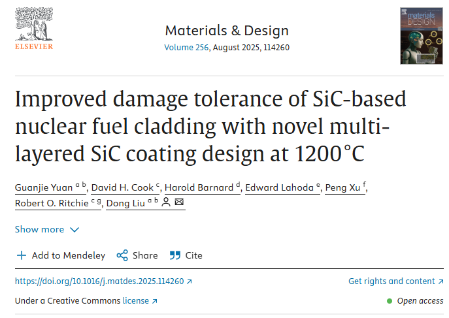 Materials & Design
Volume 256, August 2025, 114260
ELSEVIER
Improved damage tolerance of SiC-based
nuclear fuel cladding with novel multi-
layered SiC coating design at 1200°C
Guanjie Yuan a b, David H. Cook c, Harold Barnard d, Edward Lahoda e, Peng Xu f,
Robert O. Ritchie c g, Dong Liu a b
Show more
Add to Mendeley Share Cite
https://doi.org/10.1016/j.matdes.2025.114260 Get rights and content
Under a Creative Commons license Open access